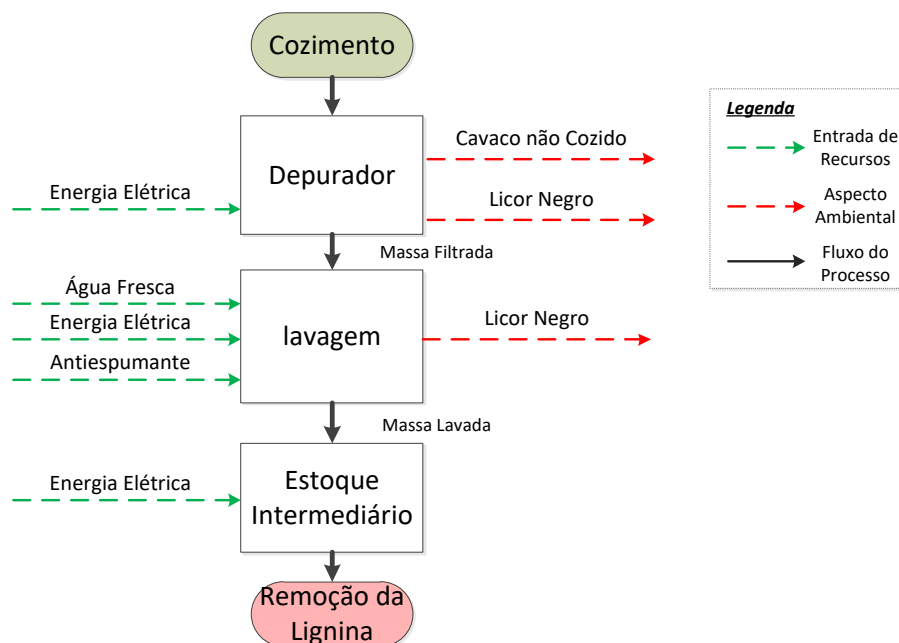 Cozimento
Legenda
Entrada de
Recursos
Aspecto
Ambiental
Fluxo do
Processo
Cavaco não Cozido
Depurador
Energia Elétrica
Licor Negro
Massa Filtrada
Água Fresca
Energia Elétrica
lavagem
Licor Negro
Antiespumante
Massa Lavada
Energia Elétrica
Estoque
Intermediário
Remoção da
Lignina